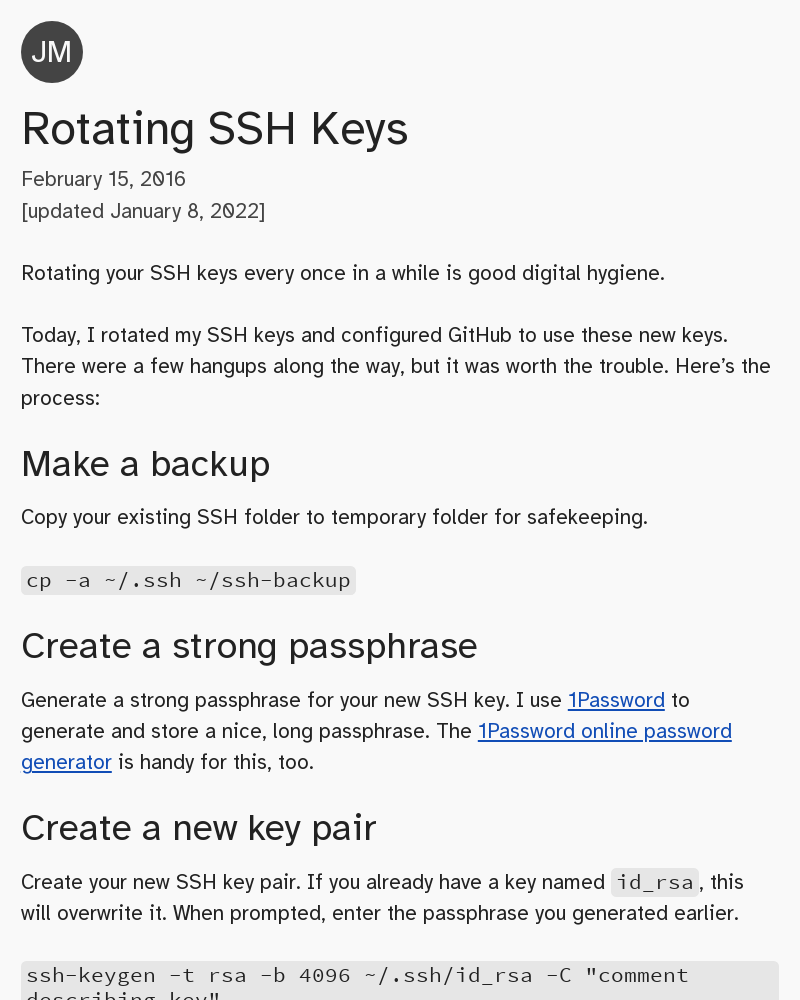 JM
Rotating SSH Keys
February 15, 2016
[updated January 8, 2022]
Rotating your SSH keys every once in a while is good digital hygiene.
Today, I rotated my SSH keys and configured GitHub to use these new keys.
There were a few hangups along the way, but it was worth the trouble. Here’s the
process:
Make a backup
Copy your existing SSH folder to temporary folder for safekeeping.
cp -a ~/.ssh ~/ssh-backup
Create a strong passphrase
Generate a strong passphrase for your new SSH key. I use 1Password to
generate and store a nice, long passphrase. The 1Password online password
generator is handy for this, too.
Create a new key pair
Create your new SSH key pair. If you already have a key named id_rsa, this
will overwrite it. When prompted, enter the passphrase you generated earlier.
ssh-keygen -t rsa -b 4096 ~/.ssh/id_rsa -C "comment
describing key"